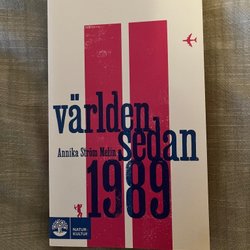 världen
Annika Ström Melin
sedan
1989
NATUR
KULTUR